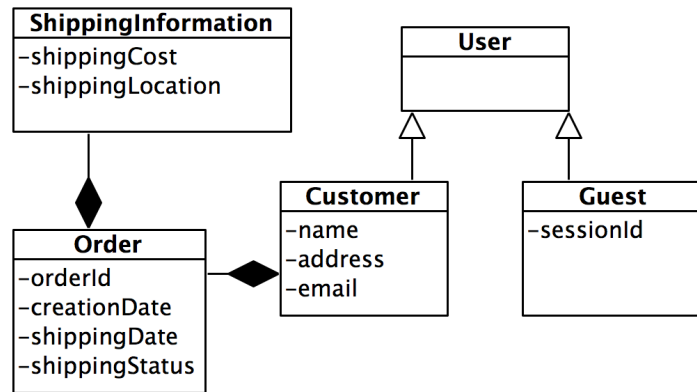 ShippingInformation
-shippingCost
-shippingLocation
User
Customer
-name
-address
-email
Guest
-sessionId
Order
-orderId
-creationDate
-shippingDate
-shippingStatus